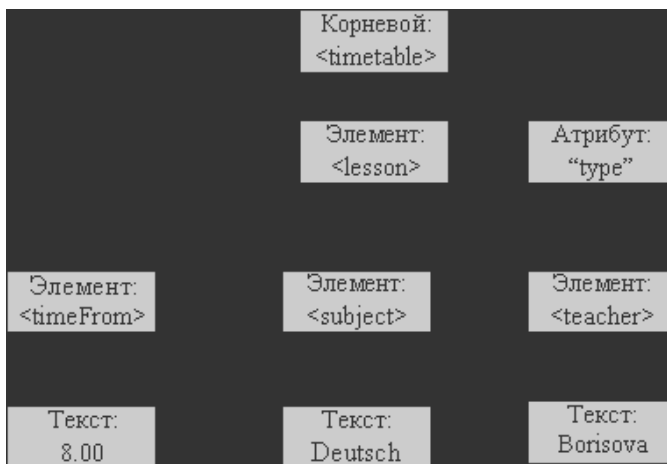 Корневой:
<timetable>
Элемент:
<lesson>
Атрибут:
“type”
Элемент:
<timeFrom>
Элемент:
<subject>
Элемент:
<teacher>
Текст:
8.00
Текст:
Deutsch
Текст:
Borisova